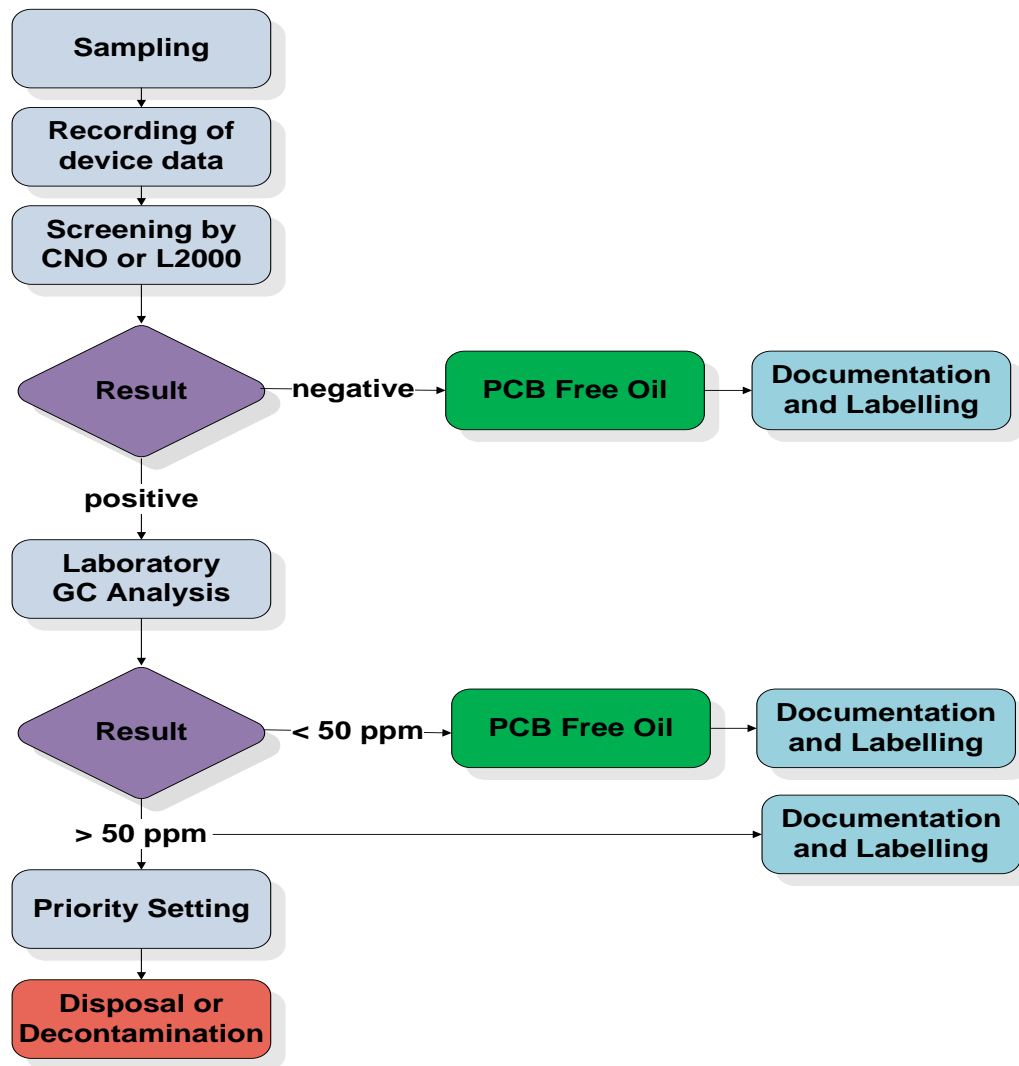 Sampling
Recording of
device data
Screening by
CNO or L2000
Result
negative
PCB Free Oil
Documentation
and Labelling
positive
Laboratory
GC Analysis
Result
< 50 ppm
PCB Free Oil
Documentation
and Labelling
> 50 ppm
Documentation
and Labelling
Priority Setting
Disposal or
Decontamination